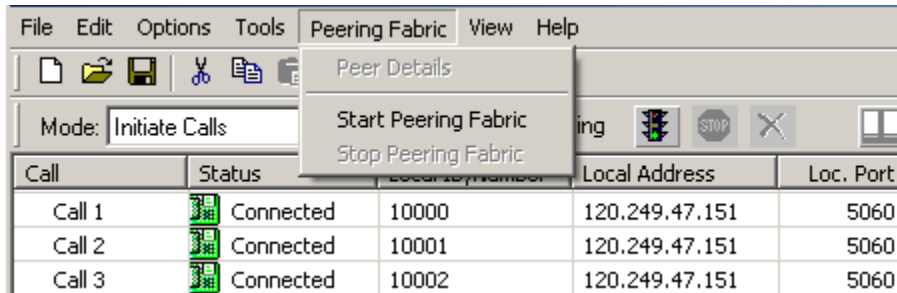 File Edit Options Tools Peering Fabric View Help
Peer Details
Mode: Initiate Calls
Start Peering Fabric
ing
STOP
Stop Peering Fabric
Call Status Local Address Loc. Port
Call 1 Connected 10000 120.249.47.151 5060
Call 2 Connected 10001 120.249.47.151 5060
Call 3 Connected 10002 120.249.47.151 5060